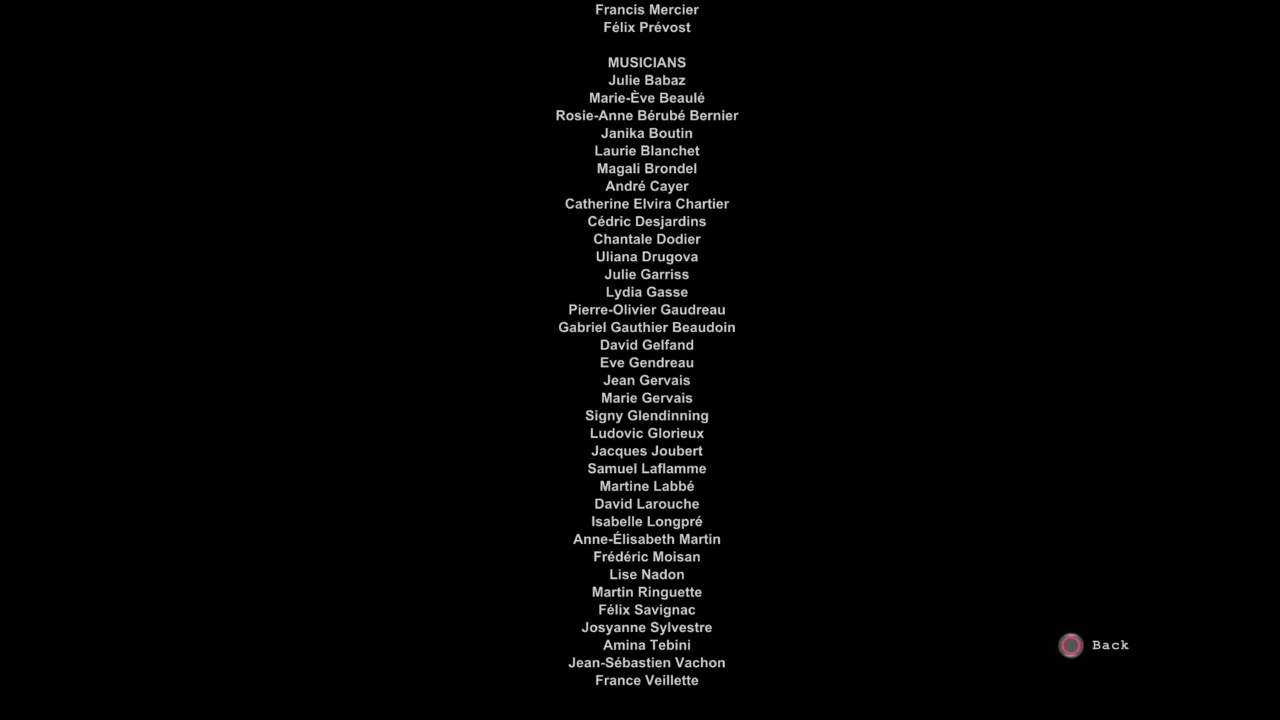 Francis Mercier
Félix Prévost
MUSICIANS
Julie Babaz
Marie-Ève Beaulé
Rosie-Anne Bérubé Bernier
Janika Boutin
Laurie Blanchet
Magali Brondel
André Cayer
Catherine Elvira Chartier
Cédric Desjardins
Chantale Dodier
Uliana Drugova
Julie Garriss
Lydia Gasse
Pierre-Olivier Gaudreau
Gabriel Gauthier Beaudoin
David Gelfand
Eve Gendreau
Jean Gervais
Marie Gervais
Signy Glendinning
Ludovic Glorieux
Jacques Joubert
Samuel Laflamme
Martine Labbé
David Larouche
Isabelle Longpré
Anne-Élisabeth Martin
Frédéric Moisan
Lise Nadon
Martin Ringuette
Félix Savignac
Josyanne Sylvestre
Amina Tebini
Back
Jean-Sébastien Vachon
France Veillette